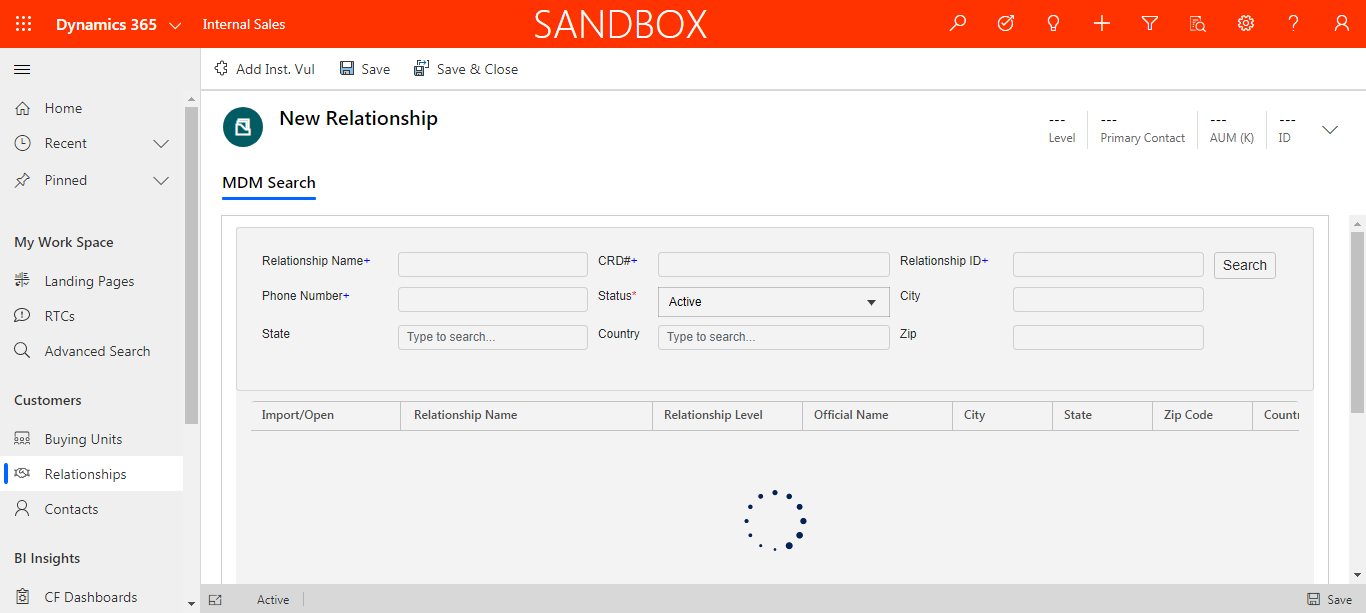 Dynamics 365 Internal Sales SANDBOX ?
Add Inst. Vul Save Save & Close
Home
Recent
Pinned
My Work Space
Landing Pages
RTCs
Advanced Search
Customers
Buying Units
Relationships
Contacts
BI Insights
CF Dashboards
New Relationship
--- --- --- ---
Level Primary Contact AUM (K) ID
MDM Search
Relationship Name+ CRD#+ Relationship ID+ Search
Phone Number+ Status* Active City
State Type to search... Country Type to search... Zip
Import/Open Relationship Name Relationship Level Official Name City State Zip Code Countr
Active Save